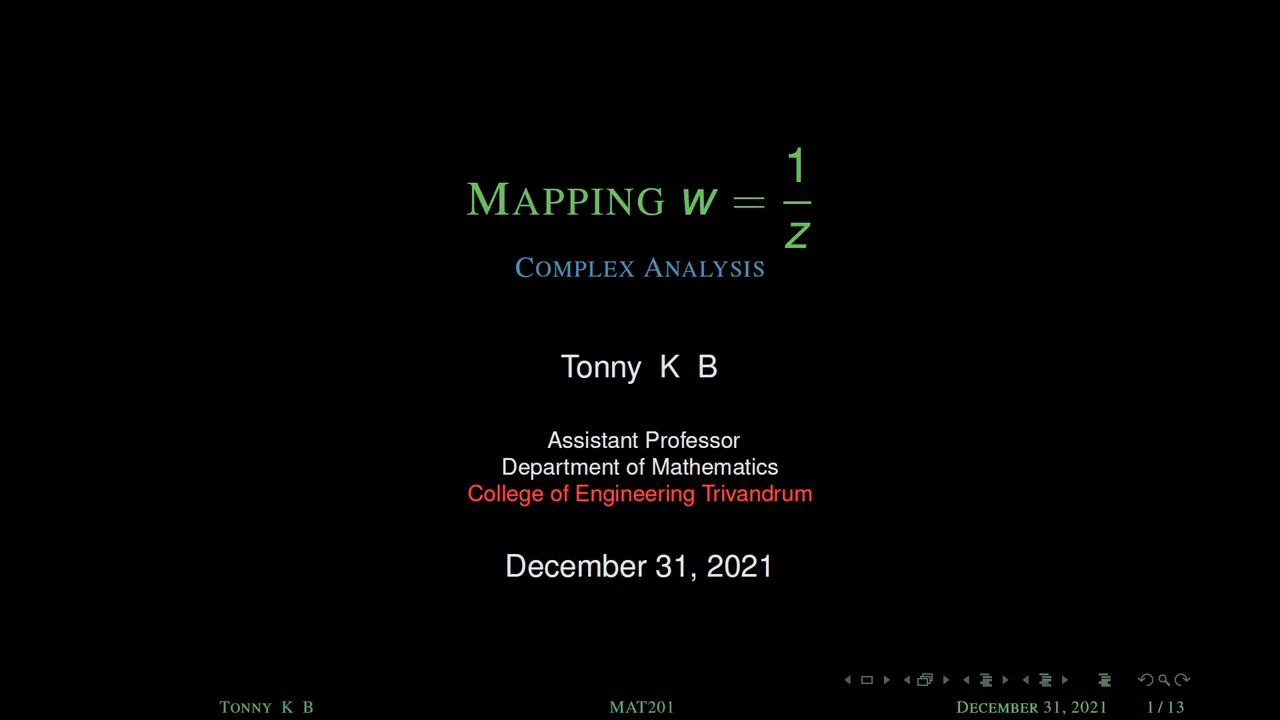 MAPPING w = 1/z
COMPLEX ANALYSIS
Tonny K B
Assistant Professor
Department of Mathematics
College of Engineering Trivandrum
December 31, 2021
TONNY K B MAT201 DECEMBER 31, 2021 1 / 13